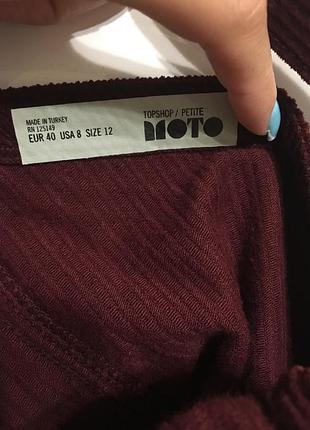 MADE IN TURKEY
RN 125149
EUR 40 USA 8 SIZE 12
TOPSHOP / PETITE
MOTO